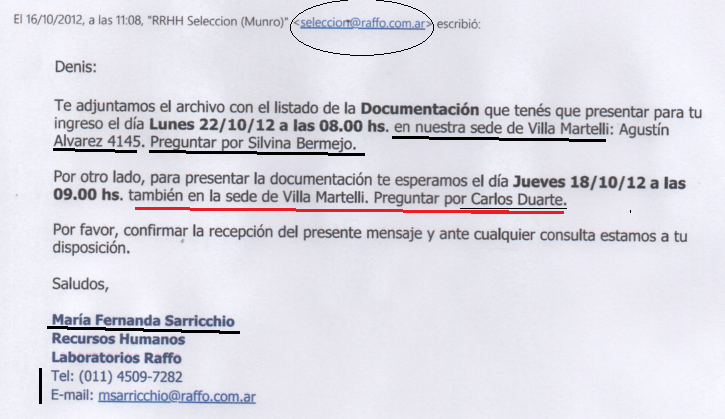 El 16/10/2012, a las 11:08, "RRHH Seleccion (Munro)" <seleccion@raffo.com.ar> escribió:
Denis:
Te adjuntamos el archivo con el listado de la Documentación que tenés que presentar para tu
ingreso el día Lunes 22/10/12 a las 08.00 hs. en nuestra sede de Villa Martelli: Agustín
Alvarez 4145. Preguntar por Silvina Bermejo.
Por otro lado, para presentar la documentación te esperamos el día Jueves 18/10/12 a las
09.00 hs. también en la sede de Villa Martelli. Preguntar por Carlos Duarte.
Por favor, confirmar la recepción del presente mensaje y ante cualquier consulta estamos a tu
disposición.
Saludos,
María Fernanda Sarricchio
Recursos Humanos
Laboratorios Raffo
Tel: (011) 4509-7282
E-mail: msarricchio@raffo.com.ar